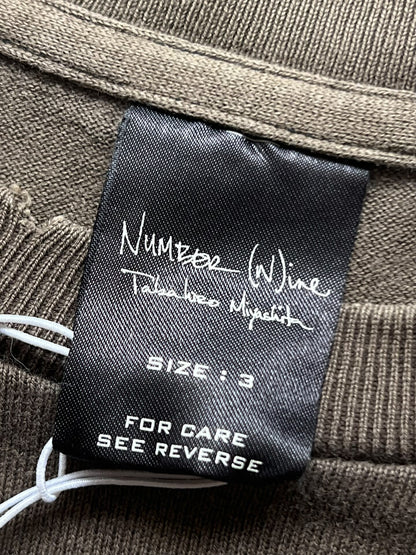 NUMBER (N)ine
Takahiro Miyashita
SIZE : 3
FOR CARE
SEE REVERSE